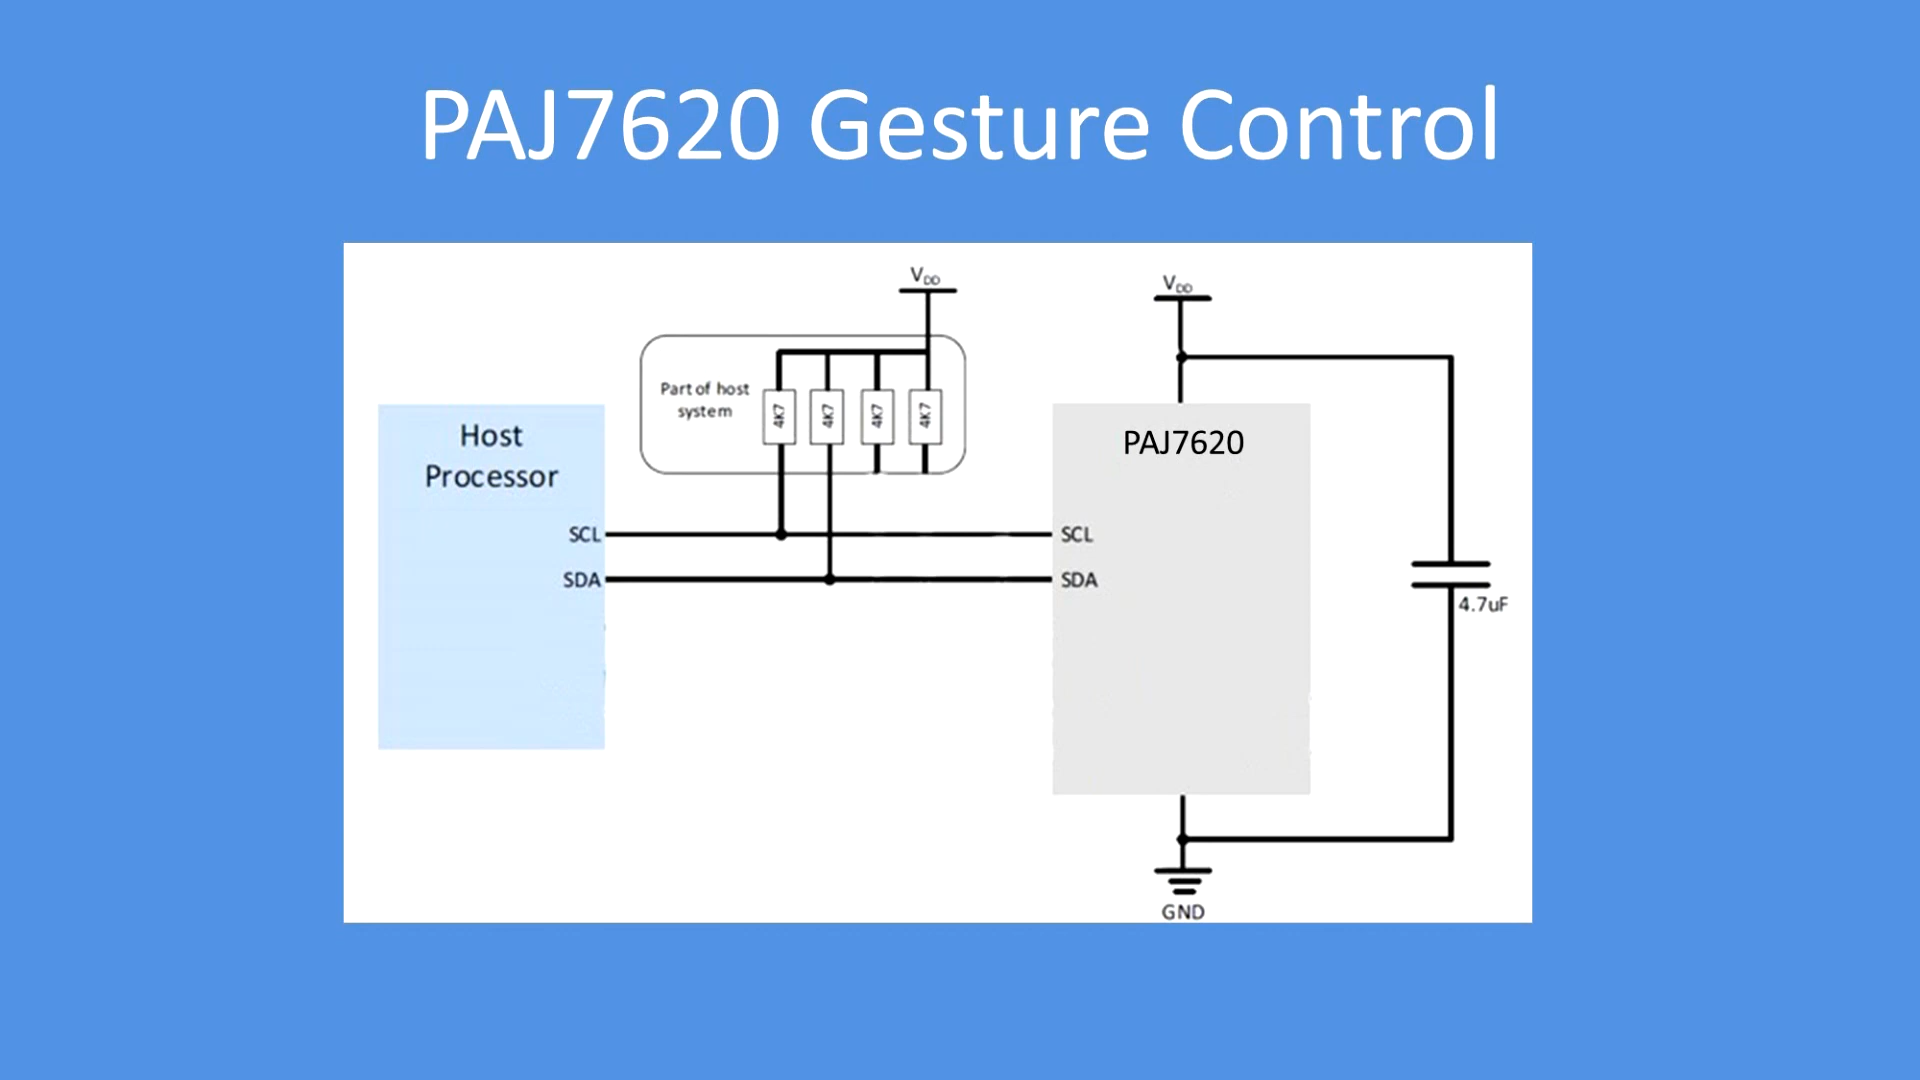 PAJ7620 Gesture Control
VDD
VDD
Part of host
system
4K7
4K7
4K7
4K7
Host
Processor
PAJ7620
SCL
SCL
SDA
SDA
4.7uF
GND